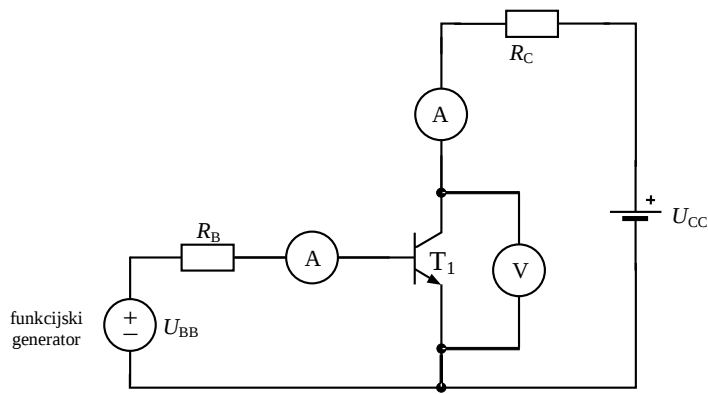 R_C
A
+
U_CC
R_B
A
T_1
V
funkcijski
generator
+
−
U_BB